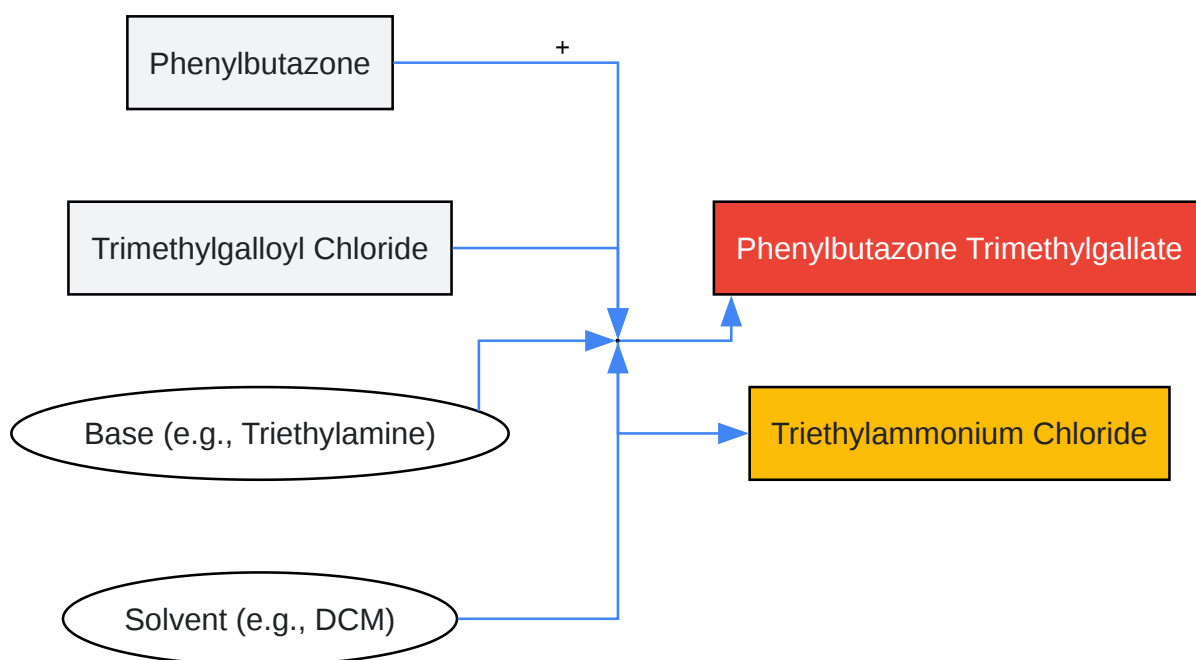 Phenylbutazone
+
Trimethylgalloyl Chloride
Phenylbutazone Trimethylgallate
Base (e.g., Triethylamine)
Triethylammonium Chloride
Solvent (e.g., DCM)